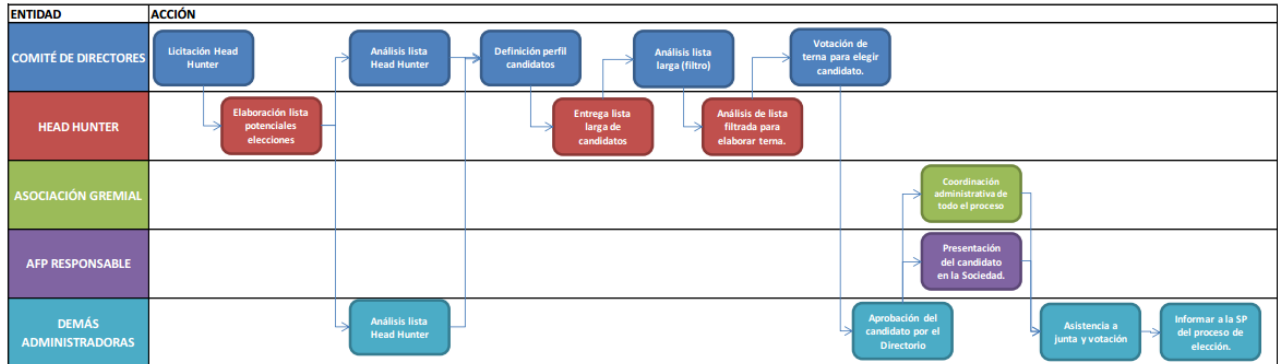 ENTIDAD
ACCIÓN
COMITÉ DE DIRECTORES
Licitación Head
Hunter
Análisis lista
Head Hunter
Definición perfil
candidatos
Análisis lista
larga (filtro)
Votación de
terna para elegir
candidato.
HEAD HUNTER
Elaboración lista
potenciales
elecciones
Entrega lista
larga de
candidatos
Análisis de lista
filtrada para
elaborar terna.
ASOCIACIÓN GREMIAL
Coordinación
administrativa de
todo el proceso
AFP RESPONSABLE
Presentación
del candidato
en la Sociedad.
DEMÁS
ADMINISTRADORAS
Análisis lista
Head Hunter
Aprobación del
candidato por el
Directorio
Asistencia a
junta y votación
Informar a la SP
del proceso de
elección.